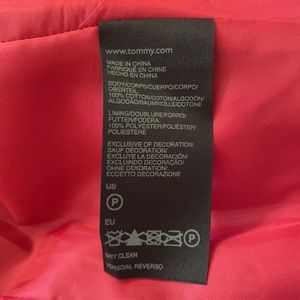 www.tommy.com
MADE IN CHINA
FABRIQUÉ EN CHINE
HECHO EN CHINA
BODY/CORPS/CUERPO/CORPO/
OBERTEIL:
100% COTTON/COTON/ALGODÓN/
ALGODÃO/BAUMWOLLE/COTONE
LINING/DOUBLURE/FORRO/
FUTTER/FODERA:
100% POLYESTER/POLIÉSTER/
POLIESTERE
EXCLUSIVE OF DECORATION/
SAUF DÉCORATION/
EXCLUYE LA DECORACIÓN/
EXCLUINDO DECORAÇÃO/
OHNE DEKORATION/
ECCETTO DECORAZIONE
US
P
EU
P
DRY CLEAN
REVERSO